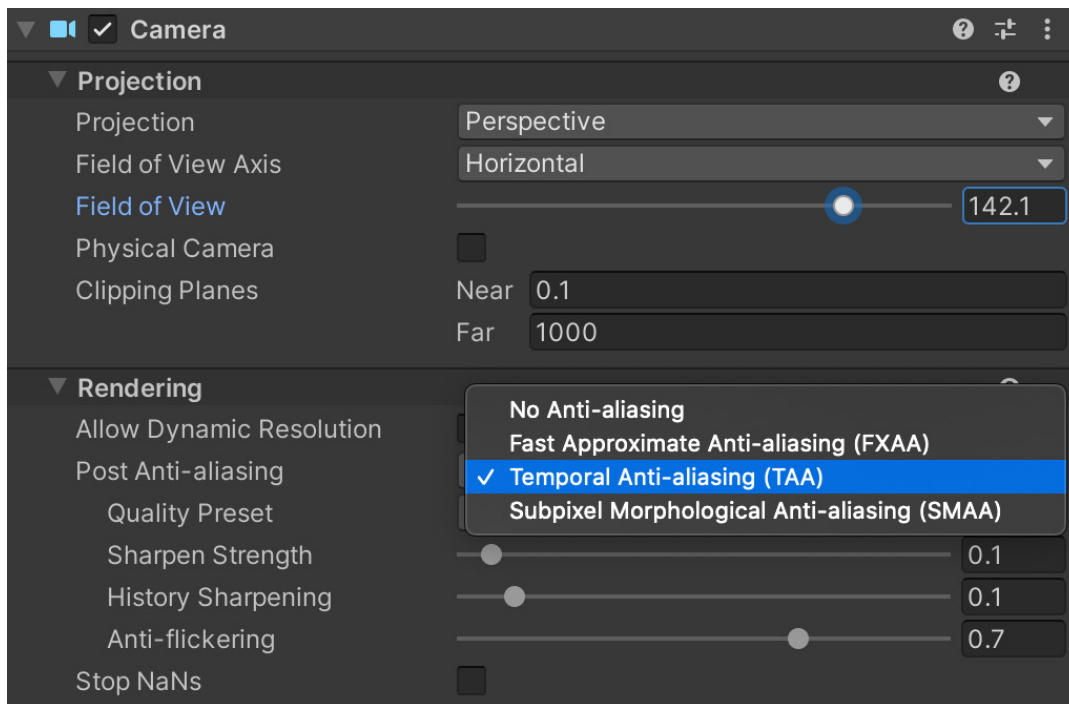 Camera
Projection
Projection Perspective
Field of View Axis Horizontal
Field of View 142.1
Physical Camera
Clipping Planes Near 0.1
Far 1000
Rendering
Allow Dynamic Resolution
No Anti-aliasing
Fast Approximate Anti-aliasing (FXAA)
Post Anti-aliasing ✓ Temporal Anti-aliasing (TAA)
Subpixel Morphological Anti-aliasing (SMAA)
Quality Preset
Sharpen Strength 0.1
History Sharpening 0.1
Anti-flickering 0.7
Stop NaNs